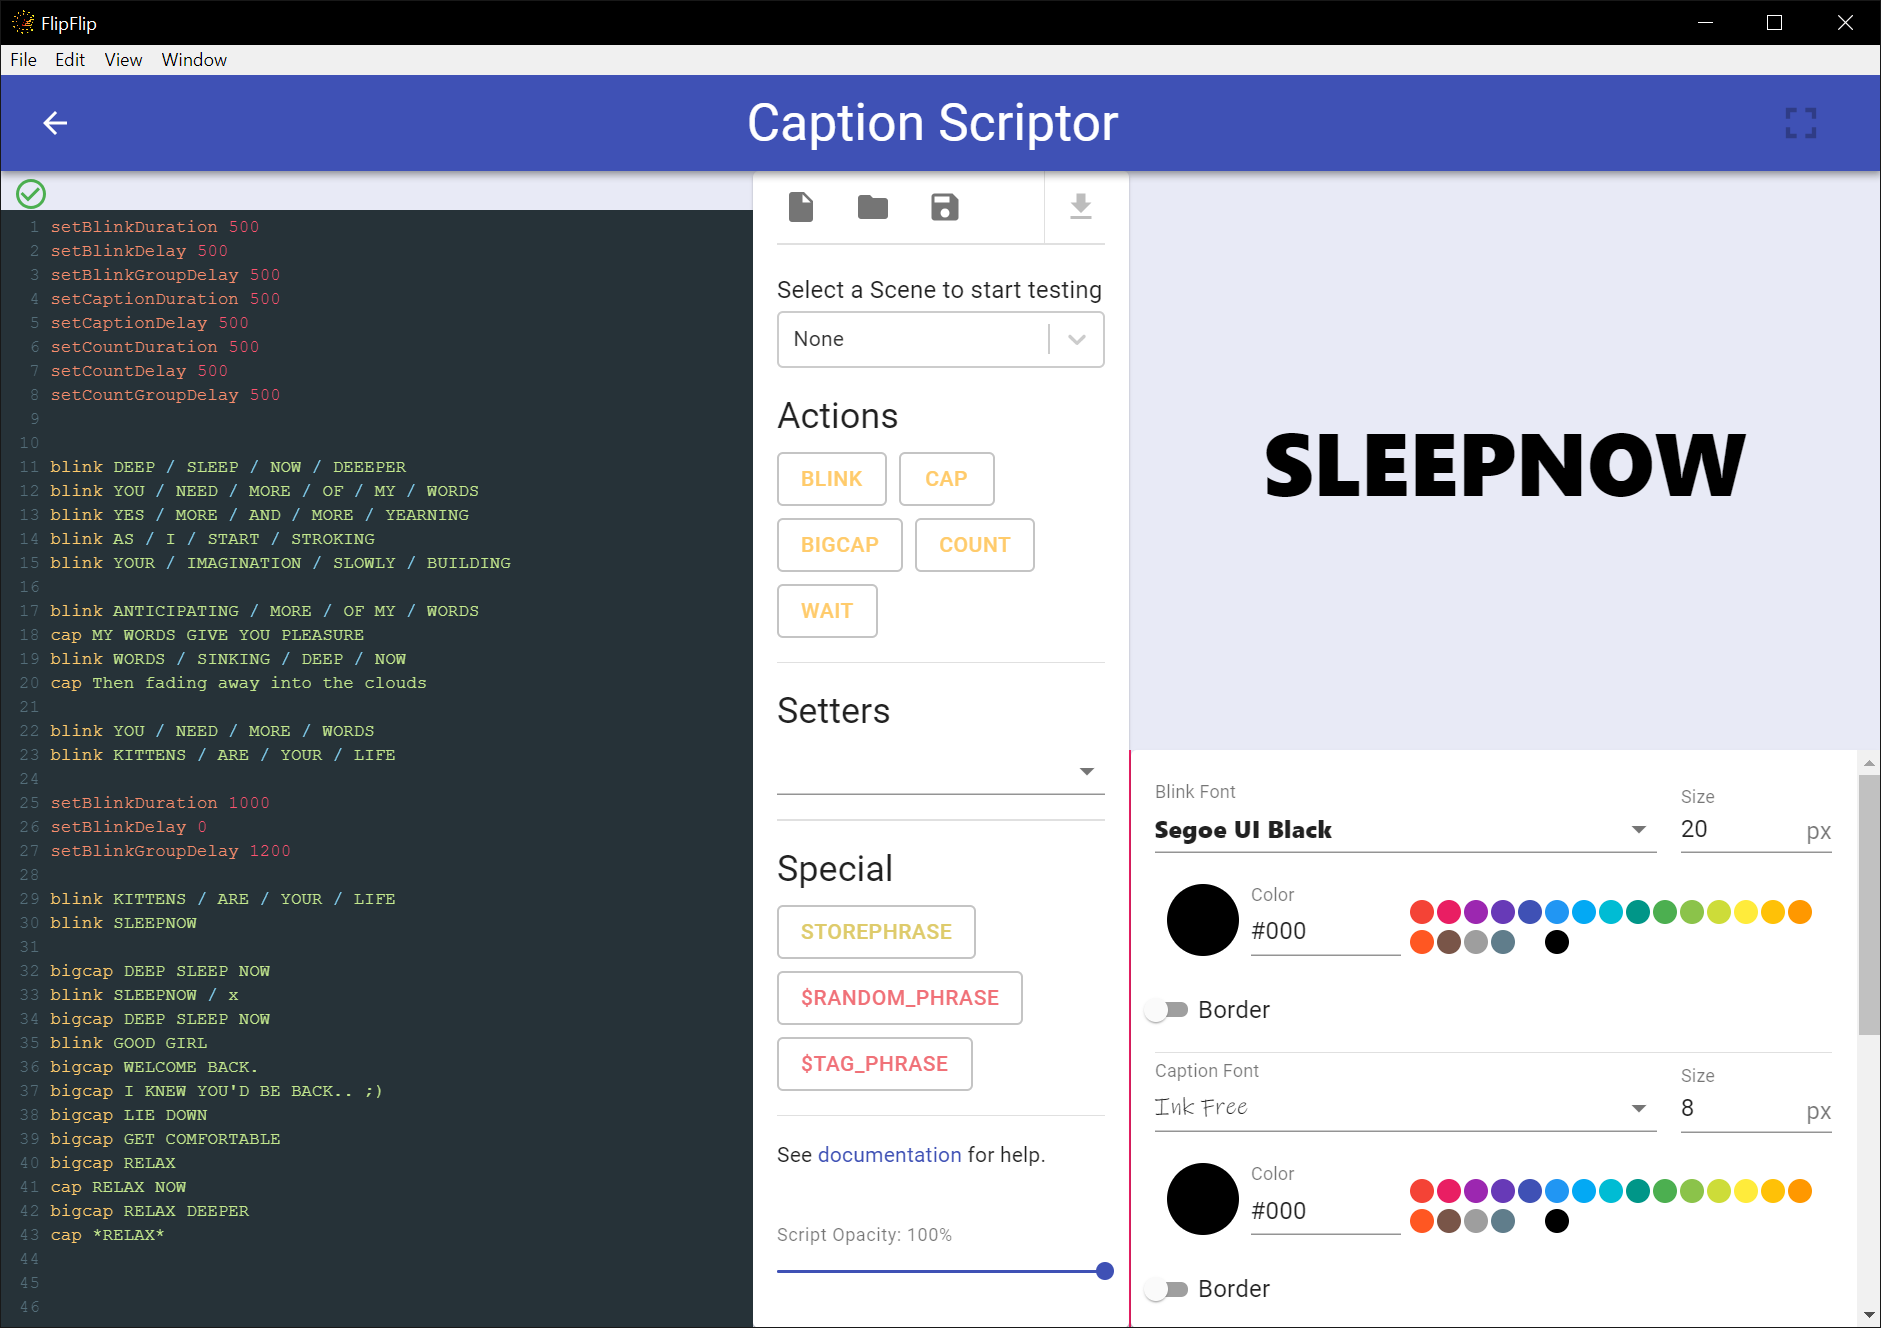 FlipFlip
File Edit View Window
Caption Scriptor
1 setBlinkDuration 500
2 setBlinkDelay 500
3 setBlinkGroupDelay 500
4 setCaptionDuration 500
5 setCaptionDelay 500
6 setCountDuration 500
7 setCountDelay 500
8 setCountGroupDelay 500
9
10
11 blink DEEP / SLEEP / NOW / DEEEPER
12 blink YOU / NEED / MORE / OF / MY / WORDS
13 blink YES / MORE / AND / MORE / YEARNING
14 blink AS / I / START / STROKING
15 blink YOUR / IMAGINATION / SLOWLY / BUILDING
16
17 blink ANTICIPATING / MORE / OF MY / WORDS
18 cap MY WORDS GIVE YOU PLEASURE
19 blink WORDS / SINKING / DEEP / NOW
20 cap Then fading away into the clouds
21
22 blink YOU / NEED / MORE / WORDS
23 blink KITTENS / ARE / YOUR / LIFE
24
25 setBlinkDuration 1000
26 setBlinkDelay 0
27 setBlinkGroupDelay 1200
28
29 blink KITTENS / ARE / YOUR / LIFE
30 blink SLEEPNOW
31
32 bigcap DEEP SLEEP NOW
33 blink SLEEPNOW / x
34 bigcap DEEP SLEEP NOW
35 blink GOOD GIRL
36 bigcap WELCOME BACK.
37 bigcap I KNEW YOU'D BE BACK.. ;)
38 bigcap LIE DOWN
39 bigcap GET COMFORTABLE
40 bigcap RELAX
41 cap RELAX NOW
42 bigcap RELAX DEEPER
43 cap *RELAX*
44
45
46
Select a Scene to start testing
None
Actions
BLINK CAP
BIGCAP COUNT
WAIT
Setters
Special
STOREPHRASE
$RANDOM_PHRASE
$TAG_PHRASE
See documentation for help.
Script Opacity: 100%
SLEEPNOW
Blink Font
Size
Segoe UI Black
20 px
Color
#000
Border
Caption Font
Size
Ink Free
8 px
Color
#000
Border